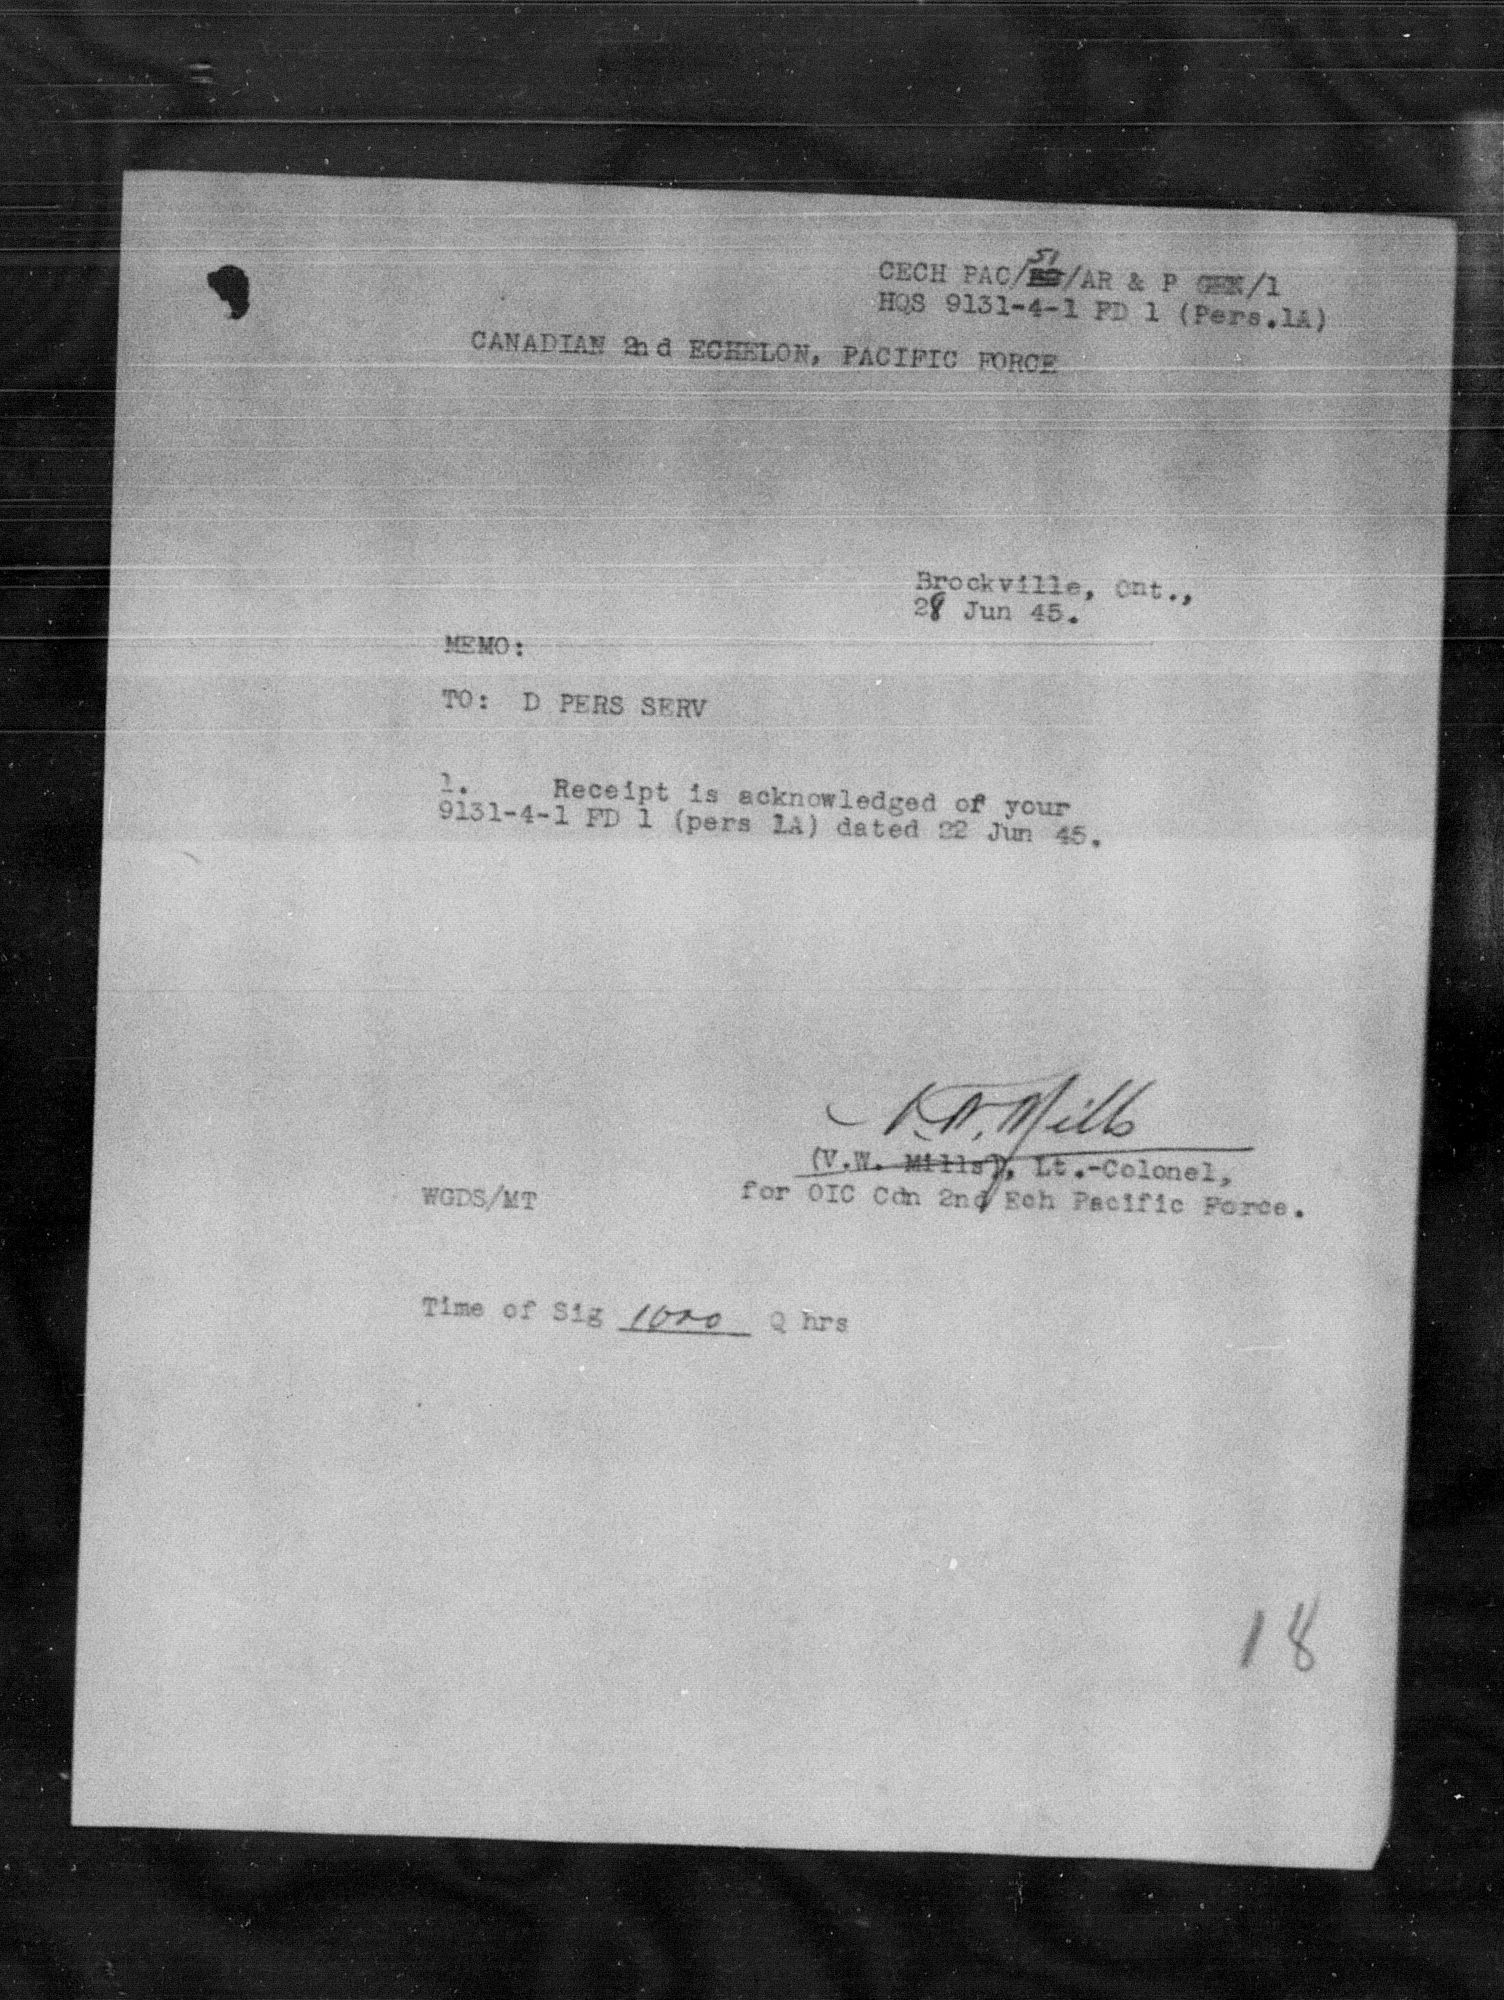 51
CECH PAC/ /AR & P GEN/1
HQS 9131-4-1 FD 1 (Pers.1A)
CANADIAN 2nd ECHELON, PACIFIC FORCE
Brockville, Ont.,
Jun 45.
MEMO:
TO: D PERS SERV
1. Receipt is acknowledged of your
9131-4-1 FD 1 (pers 1A) dated 22 Jun 45.
V.W. Mills
(V.W. Mills), Lt.-Colonel,
for OIC Cdn 2nd Ech Pacific Force.
WGDS/MT
Time of Sig 1000 Q hrs
18